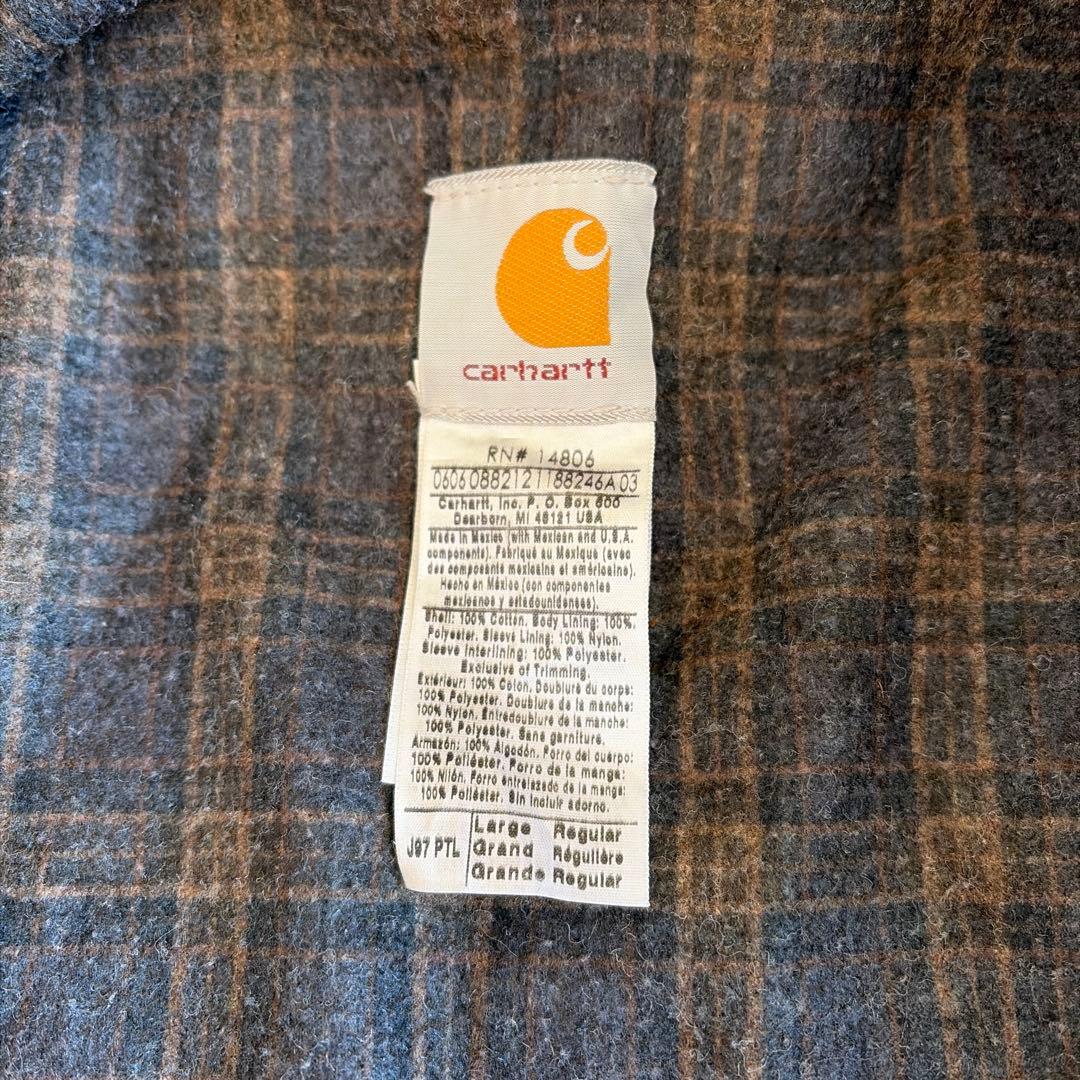 carhartt
RN# 14806
0606088212188246A03
Carhartt, Inc. P. O. Box 600
Dearborn, MI 48121 USA
Made in Mexico (with Mexican and U.S.A.
components). Fabriqué au Mexique (avec
des composants mexicains et américains).
Hecho en México (con componentes
mexicanos y estadounidenses).
Shell: 100% Cotton. Body Lining: 100%
Polyester. Sleeve Lining: 100% Nylon.
Sleeve Interlining: 100% Polyester.
Exclusive of Trimming.
Extérieur: 100% Coton. Doublure du corps:
100% Polyester. Doublure de la manche:
100% Nylon. Entredoublure de la manche:
100% Polyester. Sans garniture.
Armazón: 100% Algodón. Forro del cuerpo:
100% Poliéster. Forro de la manga:
100% Nilón. Forro entrelazado de la manga:
100% Poliéster. Sin incluir adorno.
J97 PTL
Large Regular
Grand Régulière
Grande Regular